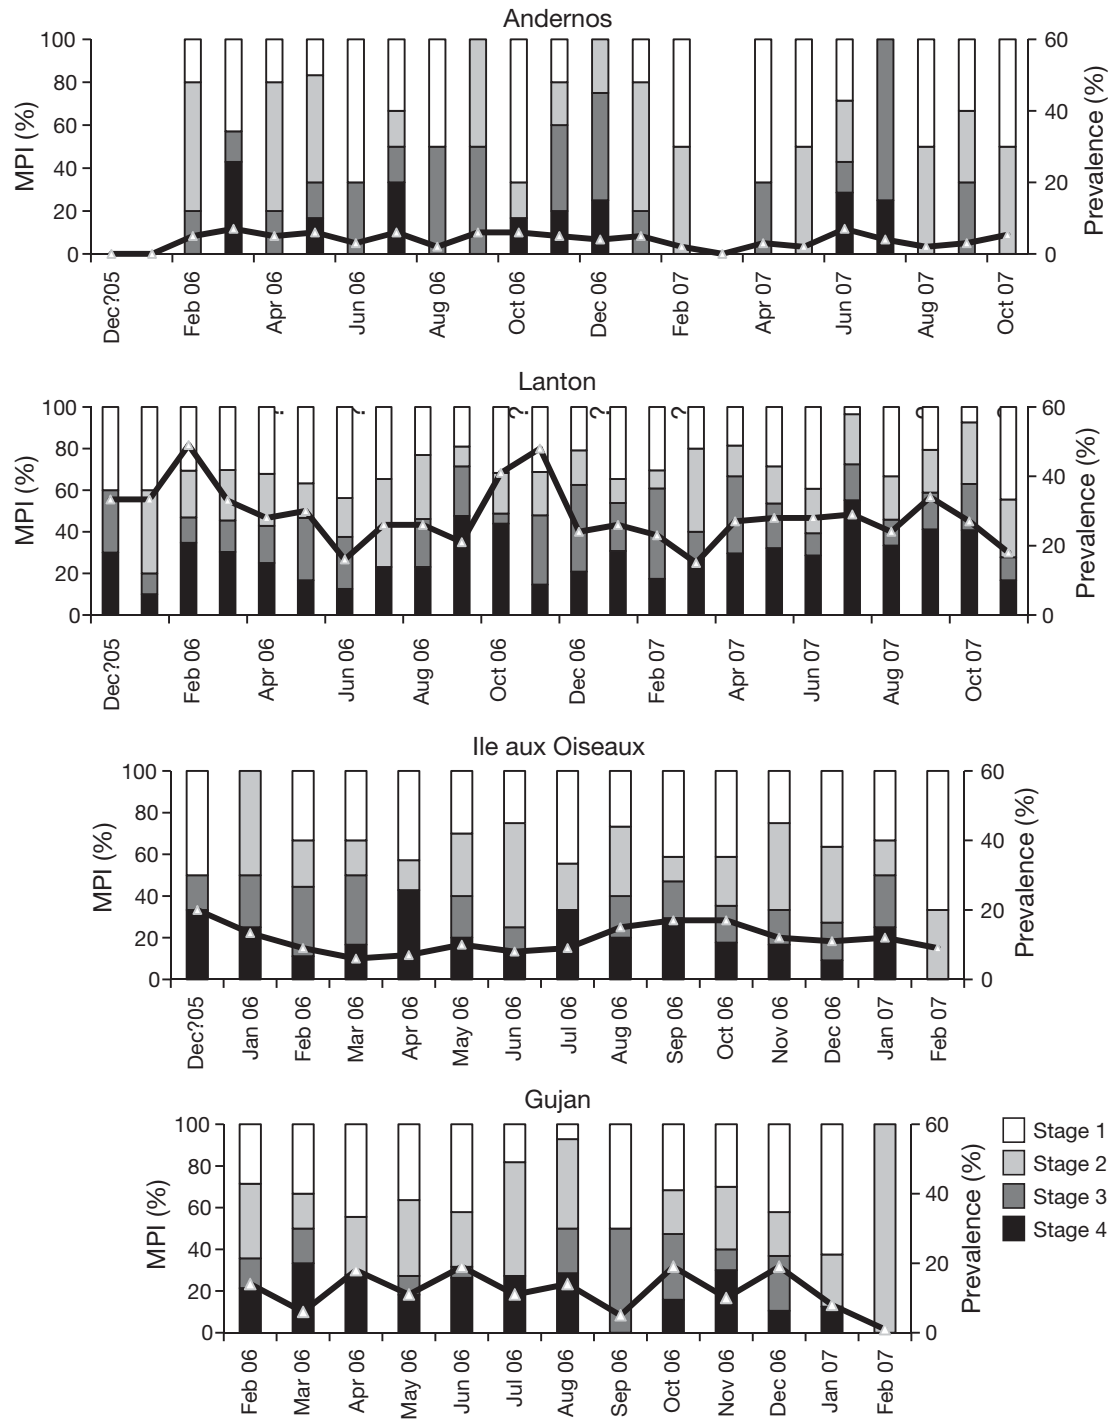 Andernos
100
80
60
40
20
0
MPI (%)
60
40
20
0
Prevalence (%)
Dec?05
Feb 06
Apr 06
Jun 06
Aug 06
Oct 06
Dec 06
Feb 07
Apr 07
Jun 07
Aug 07
Oct 07
Lanton
100
80
60
40
20
0
MPI (%)
? ? ? ? ? ? ?
60
40
20
0
Prevalence (%)
Dec?05
Feb 06
Apr 06
Jun 06
Aug 06
Oct 06
Dec 06
Feb 07
Apr 07
Jun 07
Aug 07
Oct 07
Ile aux Oiseaux
100
80
60
40
20
0
MPI (%)
60
40
20
0
Prevalence (%)
Dec?05
Jan 06
Feb 06
Mar 06
Apr 06
May 06
Jun 06
Jul 06
Aug 06
Sep 06
Oct 06
Nov 06
Dec 06
Jan 07
Feb 07
Gujan
100
80
60
40
20
0
MPI (%)
60
40
20
0
Prevalence (%)
Feb 06
Mar 06
Apr 06
May 06
Jun 06
Jul 06
Aug 06
Sep 06
Oct 06
Nov 06
Dec 06
Jan 07
Feb 07
Stage 1
Stage 2
Stage 3
Stage 4